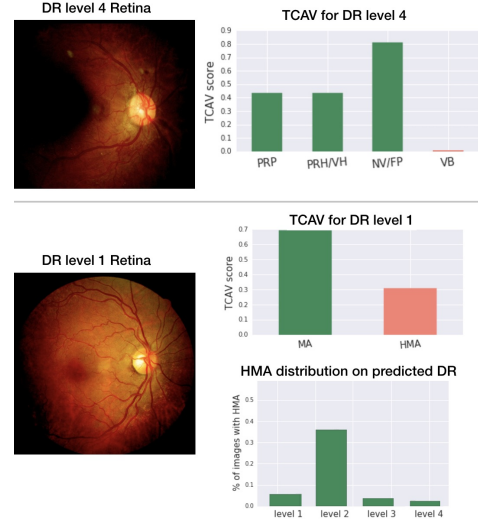 DR level 4 Retina
TCAV for DR level 4
TCAV score
0.9
0.8
0.7
0.6
0.5
0.4
0.3
0.2
0.1
0.0
PRP PRH/VH NV/FP VB
TCAV for DR level 1
DR level 1 Retina
TCAV score
0.7
0.6
0.5
0.4
0.3
0.2
0.1
0.0
MA HMA
HMA distribution on predicted DR
% of images with HMA
0.5
0.4
0.3
0.2
0.1
0.0
level 1 level 2 level 3 level 4